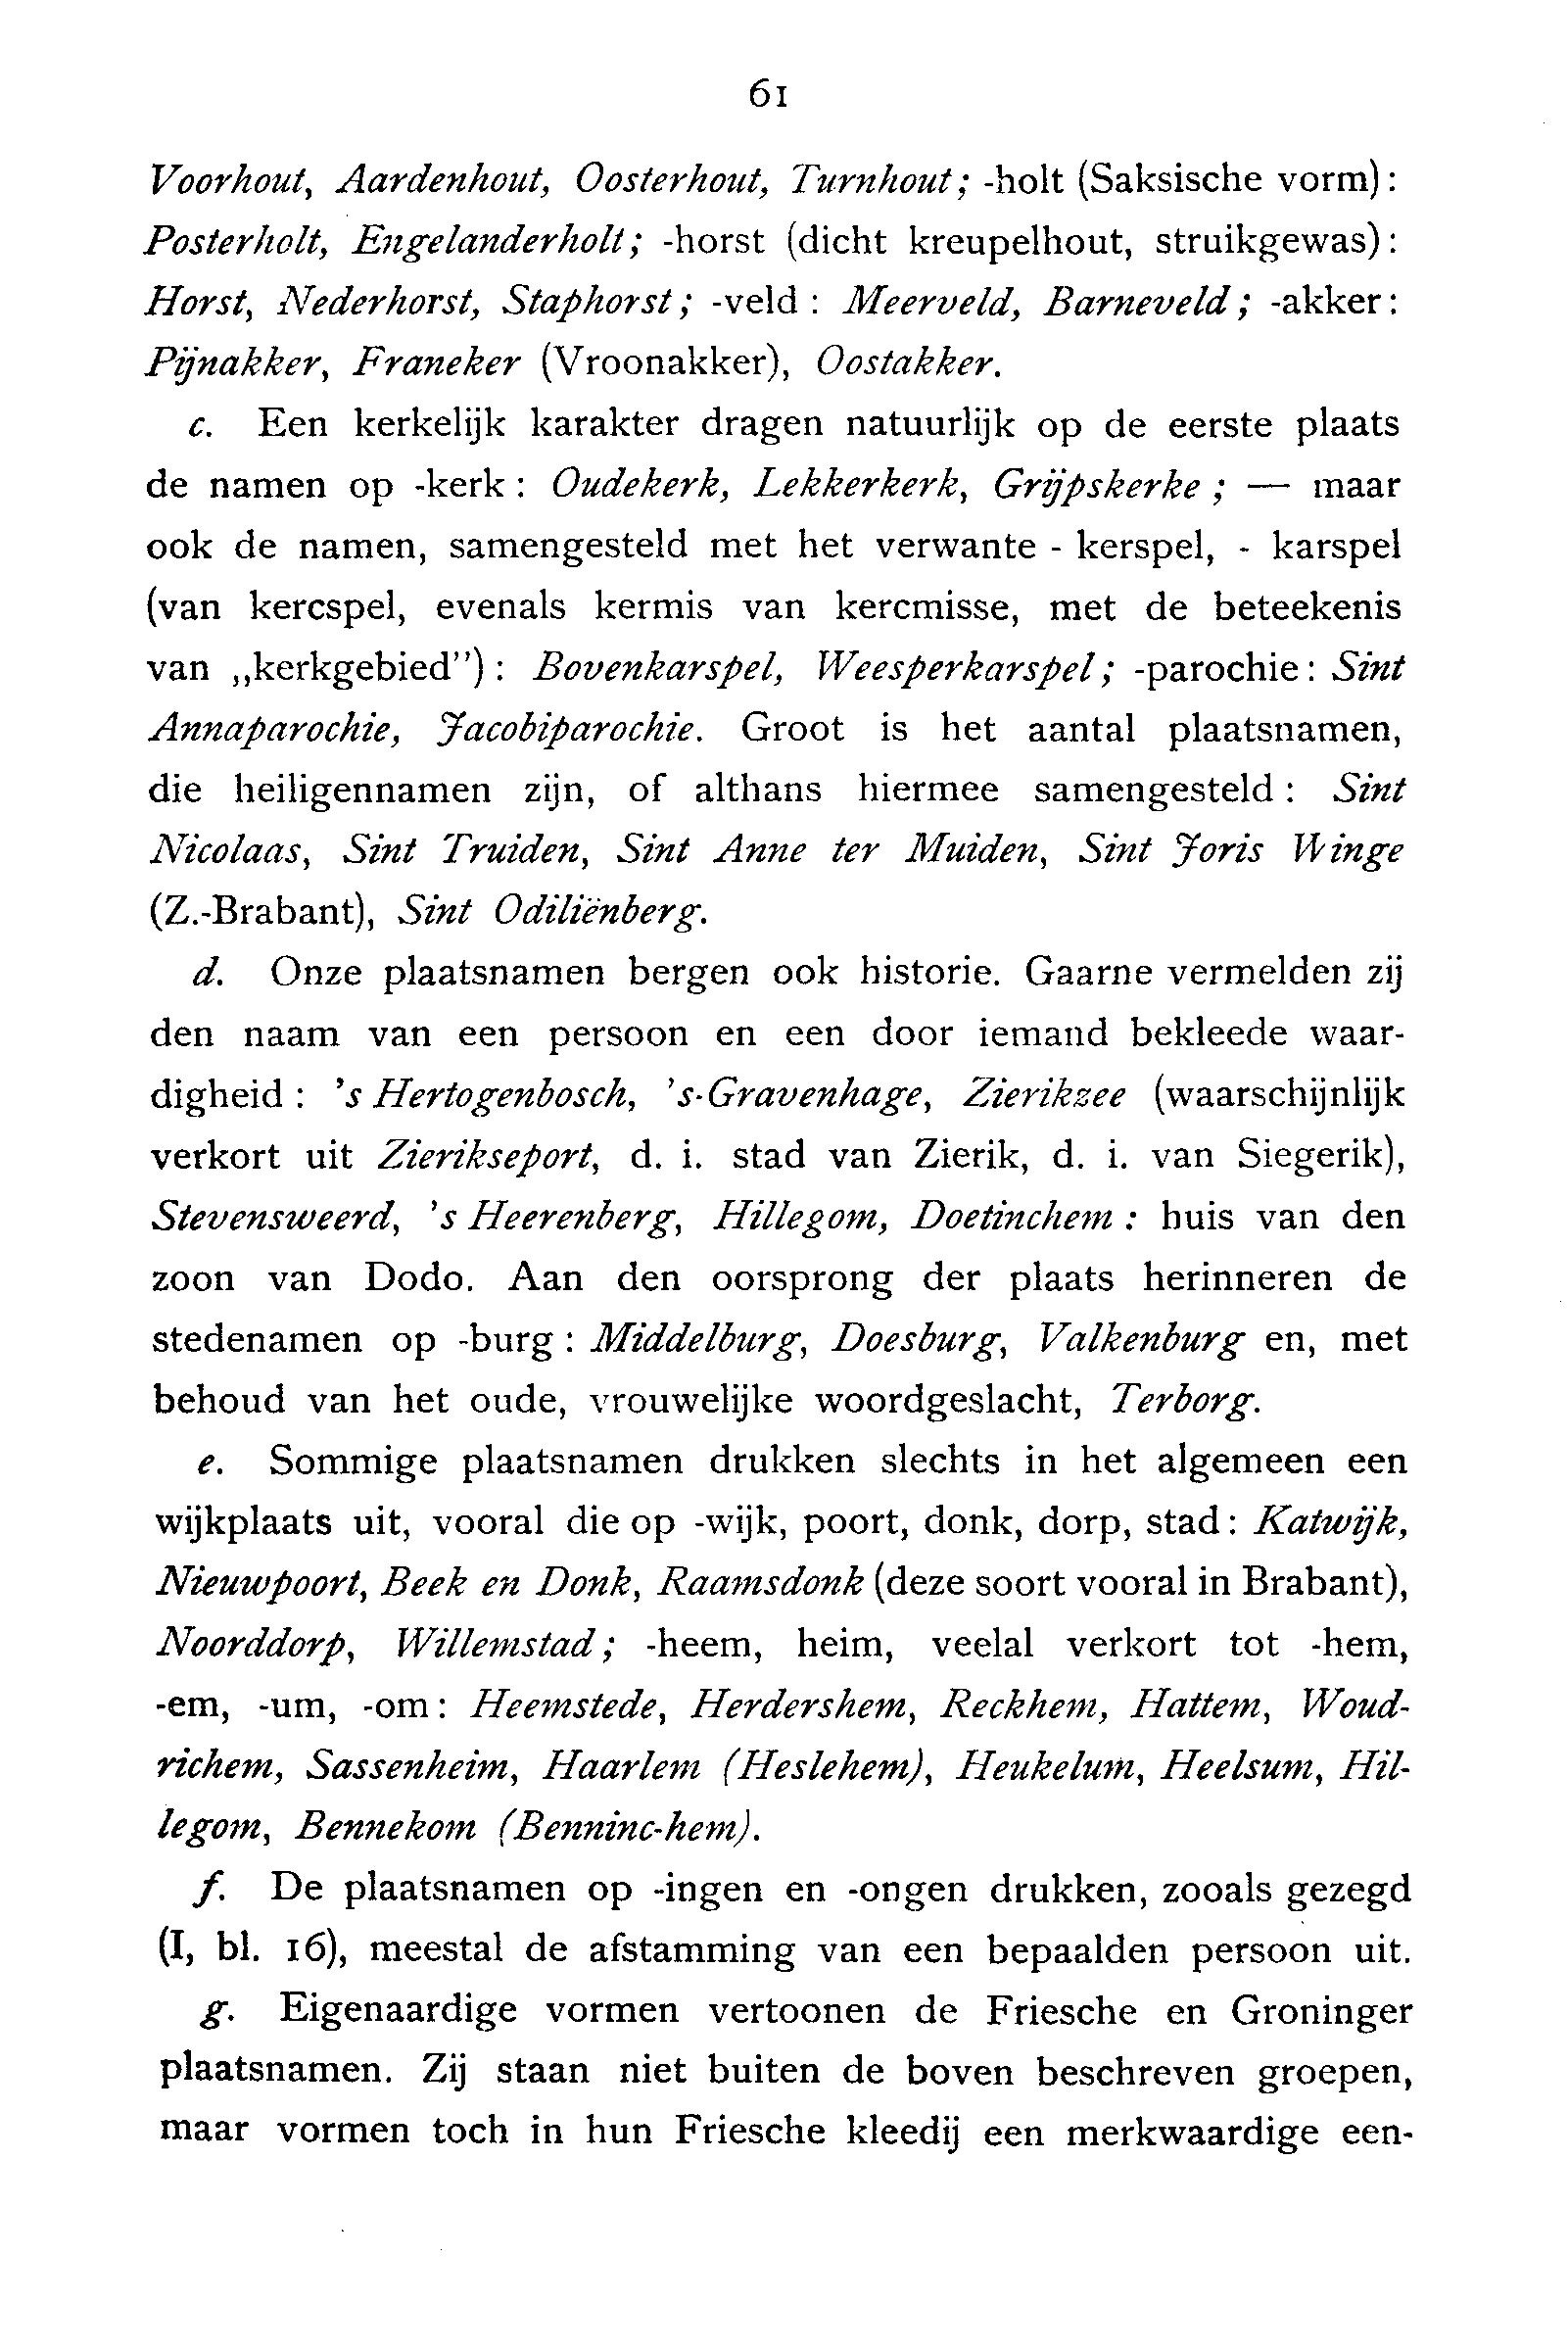 61
Voorhout, Aardenhout, Oosterhout, Turnhout; -holt (Saksische vorm):
Posterholt, Engelanderholt; -horst (dicht kreupelhout, struikgewas):
Horst, Nederhorst, Staphorst; -veld : Meerveld, Barneveld; -akker:
Pijnakker, Franeker (Vroonakker), Oostakker.
c. Een kerkelijk karakter dragen natuurlijk op de eerste plaats
de namen op -kerk : Oudekerk, Lekkerkerk, Grijpskerke ; — maar
ook de namen, samengesteld met het verwante - kerspel, - karspel
(van kercspel, evenals kermis van kercmisse, met de beteekenis
van „kerkgebied”) : Bovenkarspel, Weesperkarspel; -parochie: Sint
Annaparochie, Jacobiparochie. Groot is het aantal plaatsnamen,
die heiligennamen zijn, of althans hiermee samengesteld : Sint
Nicolaas, Sint Truiden, Sint Anne ter Muiden, Sint Joris Winge
(Z.-Brabant), Sint Odiliënberg.
d. Onze plaatsnamen bergen ook historie. Gaarne vermelden zij
den naam van een persoon en een door iemand bekleede waar-
digheid : 's Hertogenbosch, 's-Gravenhage, Zierikzee (waarschijnlijk
verkort uit Zierikseport, d. i. stad van Zierik, d. i. van Siegerik),
Stevensweerd, 's Heerenberg, Hillegom, Doetinchem : huis van den
zoon van Dodo. Aan den oorsprong der plaats herinneren de
stedenamen op -burg : Middelburg, Doesburg, Valkenburg en, met
behoud van het oude, vrouwelijke woordgeslacht, Terborg.
e. Sommige plaatsnamen drukken slechts in het algemeen een
wijkplaats uit, vooral die op -wijk, poort, donk, dorp, stad: Katwijk,
Nieuwpoort, Beek en Donk, Raamsdonk (deze soort vooral in Brabant),
Noorddorp, Willemstad; -heem, heim, veelal verkort tot -hem,
-em, -um, -om: Heemstede, Herdershem, Reckhem, Hattem, Woud-
richem, Sassenheim, Haarlem (Heslehem), Heukelum, Heelsum, Hil-
legom, Bennekom (Benninc-hem).
f. De plaatsnamen op -ingen en -ongen drukken, zooals gezegd
(I, bl. 16), meestal de afstamming van een bepaalden persoon uit.
g. Eigenaardige vormen vertoonen de Friesche en Groninger
plaatsnamen. Zij staan niet buiten de boven beschreven groepen,
maar vormen toch in hun Friesche kleedij een merkwaardige een-